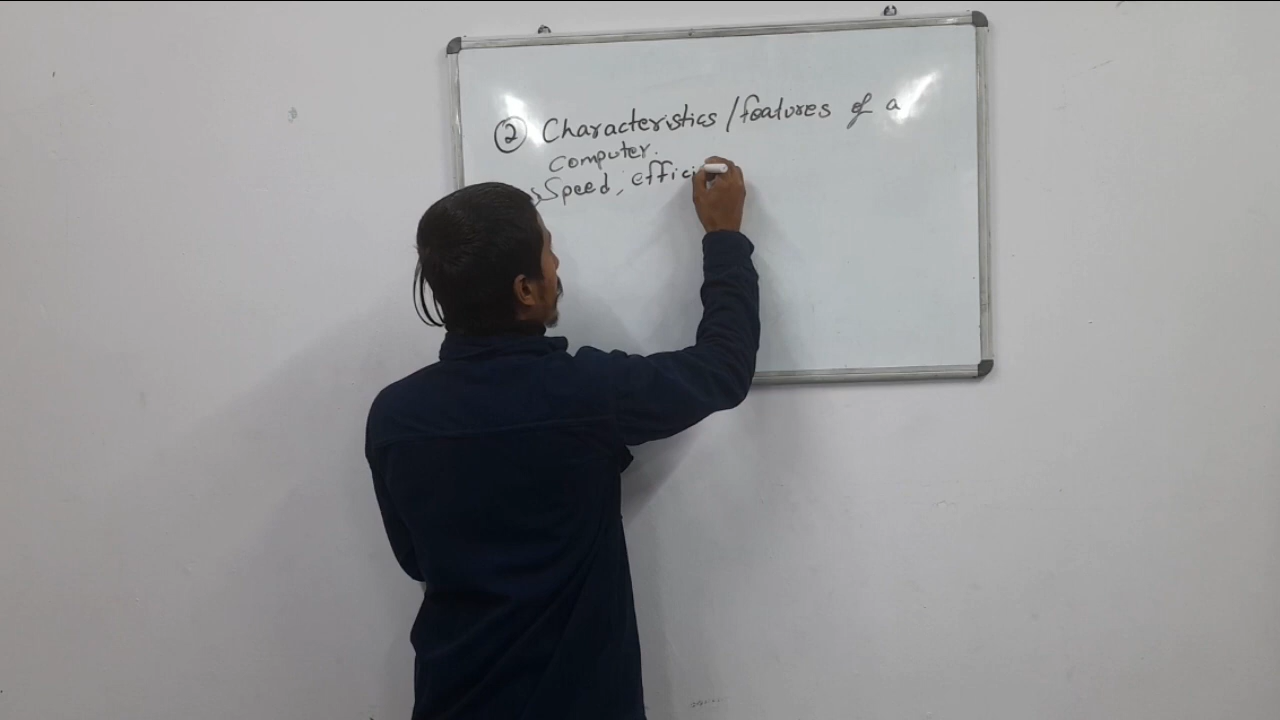 ② Characteristics / features of a
computer.
→ Speed, effici